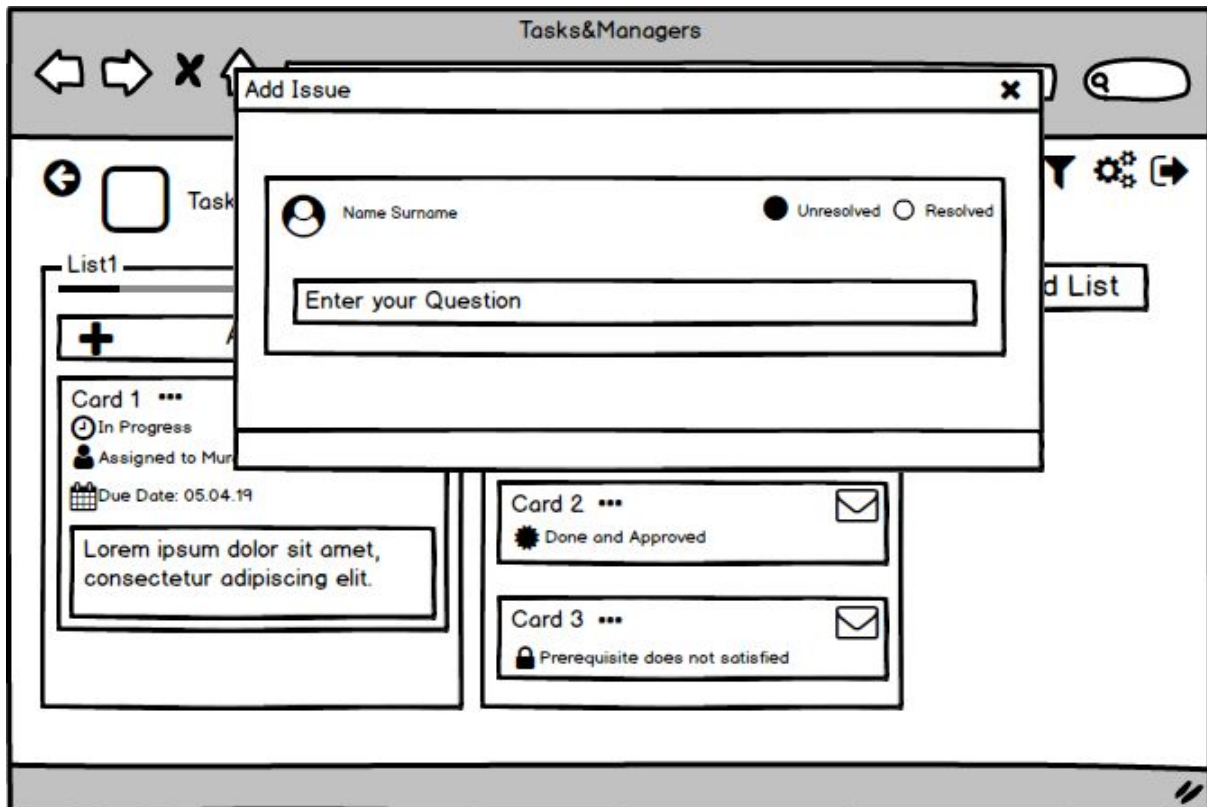 Tasks&Managers
Add Issue
Name Surname
Unresolved Resolved
Enter your Question
Task
List1
d List
Card 1 •••
In Progress
Assigned to Mur
Due Date: 05.04.19
Lorem ipsum dolor sit amet,
consectetur adipiscing elit.
Card 2 •••
Done and Approved
Card 3 •••
Prerequisite does not satisfied